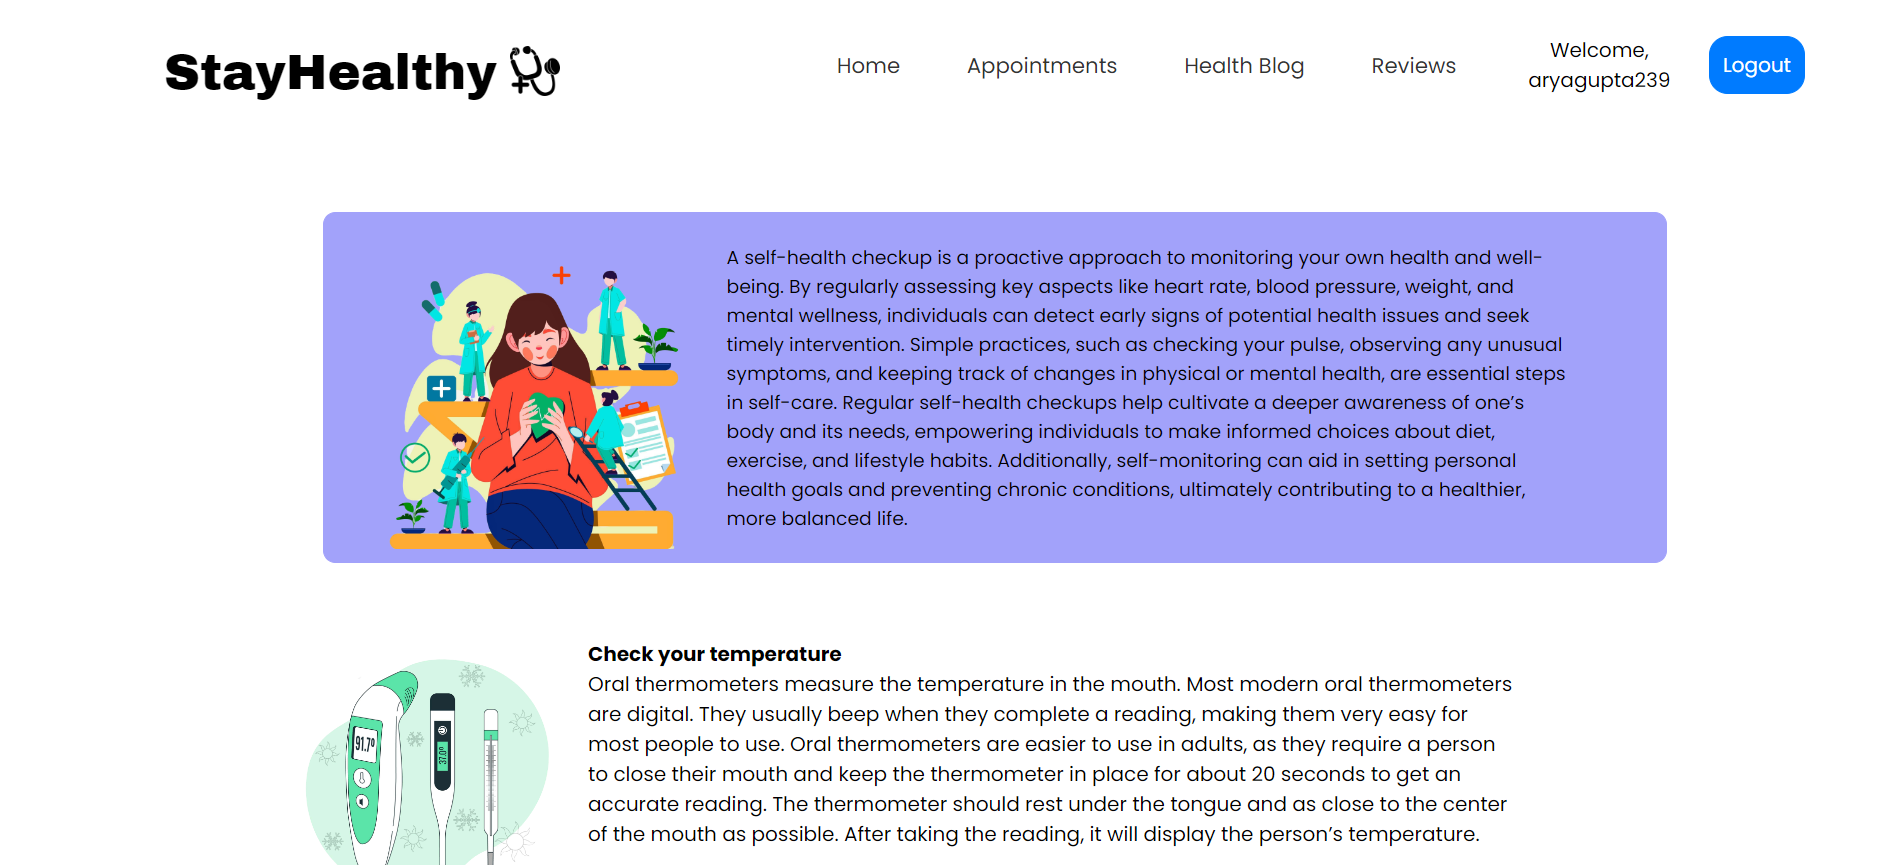 StayHealthy
Home
Appointments
Health Blog
Reviews
Welcome,
aryagupta239
Logout
A self-health checkup is a proactive approach to monitoring your own health and well-
being. By regularly assessing key aspects like heart rate, blood pressure, weight, and
mental wellness, individuals can detect early signs of potential health issues and seek
timely intervention. Simple practices, such as checking your pulse, observing any unusual
symptoms, and keeping track of changes in physical or mental health, are essential steps
in self-care. Regular self-health checkups help cultivate a deeper awareness of one’s
body and its needs, empowering individuals to make informed choices about diet,
exercise, and lifestyle habits. Additionally, self-monitoring can aid in setting personal
health goals and preventing chronic conditions, ultimately contributing to a healthier,
more balanced life.
Check your temperature
Oral thermometers measure the temperature in the mouth. Most modern oral thermometers
are digital. They usually beep when they complete a reading, making them very easy for
most people to use. Oral thermometers are easier to use in adults, as they require a person
to close their mouth and keep the thermometer in place for about 20 seconds to get an
accurate reading. The thermometer should rest under the tongue and as close to the center
of the mouth as possible. After taking the reading, it will display the person’s temperature.
91.7°
37.0°